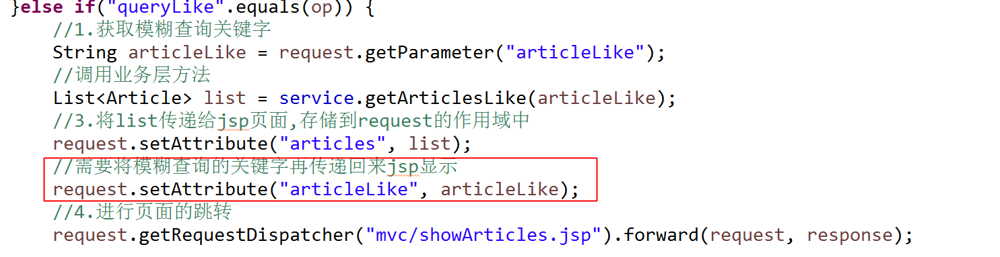 }else if("queryLike".equals(op)) {
//1.获取模糊查询关键字
String articleLike = request.getParameter("articleLike");
//调用业务层方法
List<Article> list = service.getArticlesLike(articleLike);
//3.将list传递给jsp页面,存储到request的作用域中
request.setAttribute("articles", list);
//需要将模糊查询的关键字再传递回来jsp显示
request.setAttribute("articleLike", articleLike);
//4.进行页面的跳转
request.getRequestDispatcher("mvc/showArticles.jsp").forward(request, response);